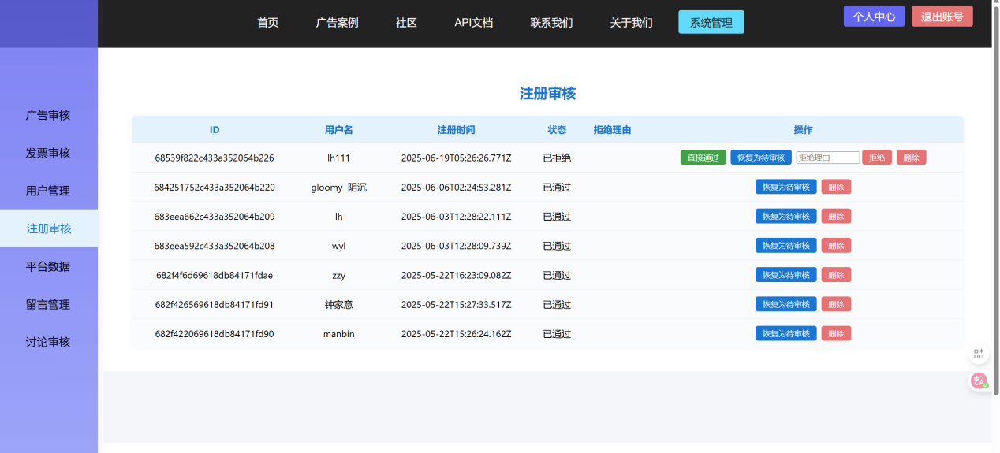 首页 广告案例 社区 API文档 联系我们 关于我们 系统管理 个人中心 退出账号
广告审核
发票审核
用户管理
注册审核
平台数据
留言管理
讨论审核
注册审核
ID 用户名 注册时间 状态 拒绝理由 操作
68539f822c433a352064b226 lh111 2025-06-19T05:26:26.771Z 已拒绝 直接通过 恢复为待审核 拒绝理由 拒绝 删除
684251752c433a352064b220 gloomy 阴沉 2025-06-06T02:24:53.281Z 已通过 恢复为待审核 删除
683eea662c433a352064b209 lh 2025-06-03T12:28:22.111Z 已通过 恢复为待审核 删除
683eea592c433a352064b208 wyl 2025-06-03T12:28:09.739Z 已通过 恢复为待审核 删除
682f4f6d69618db84171fdae zzy 2025-05-22T16:23:09.082Z 已通过 恢复为待审核 删除
682f426569618db84171fd91 钟家意 2025-05-22T15:27:33.517Z 已通过 恢复为待审核 删除
682f422069618db84171fd90 manbin 2025-05-22T15:26:24.162Z 已通过 恢复为待审核 删除